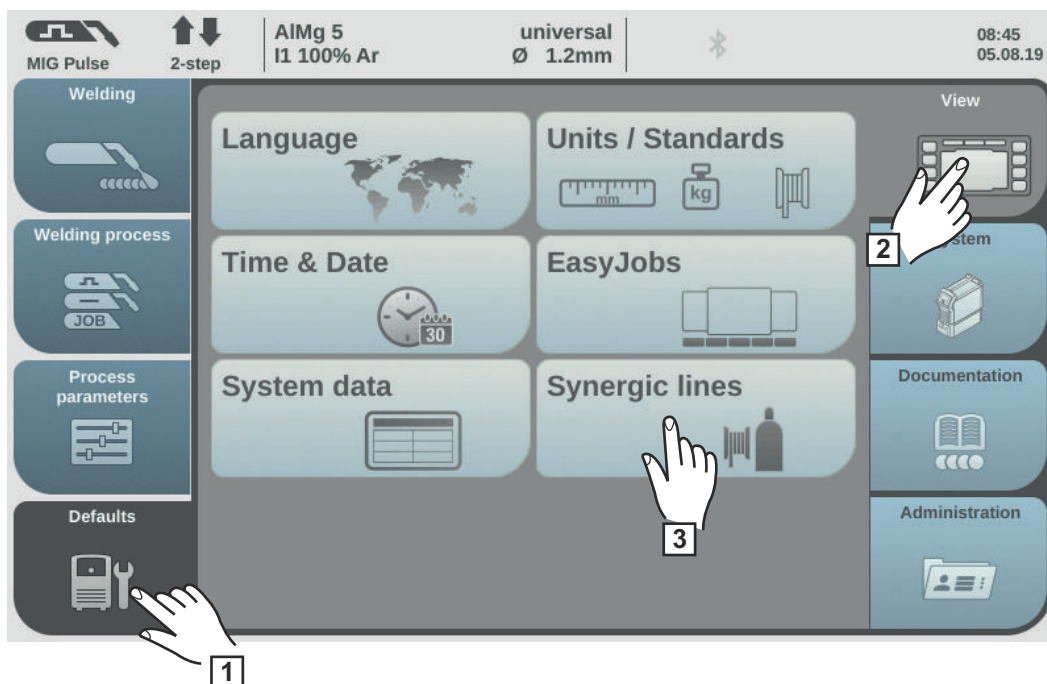 MIG Pulse
2-step
AlMg 5
I1 100% Ar
universal
Ø 1.2mm
08:45
05.08.19
Welding
Welding process
JOB
Process
parameters
Defaults
1
Language
Units / Standards
mm
kg
Time & Date
30
EasyJobs
System data
Synergic lines
3
View
2
stem
Documentation
Administration